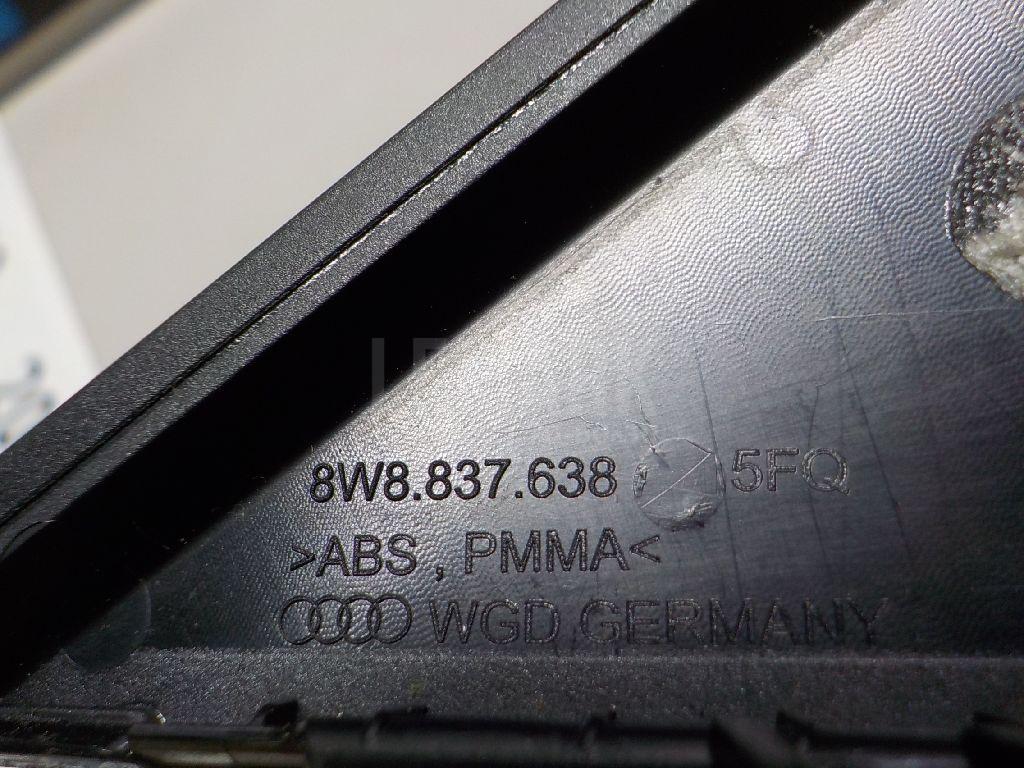 8W8.837.638 5FQ
>ABS , PMMA<
WGD GERMANY